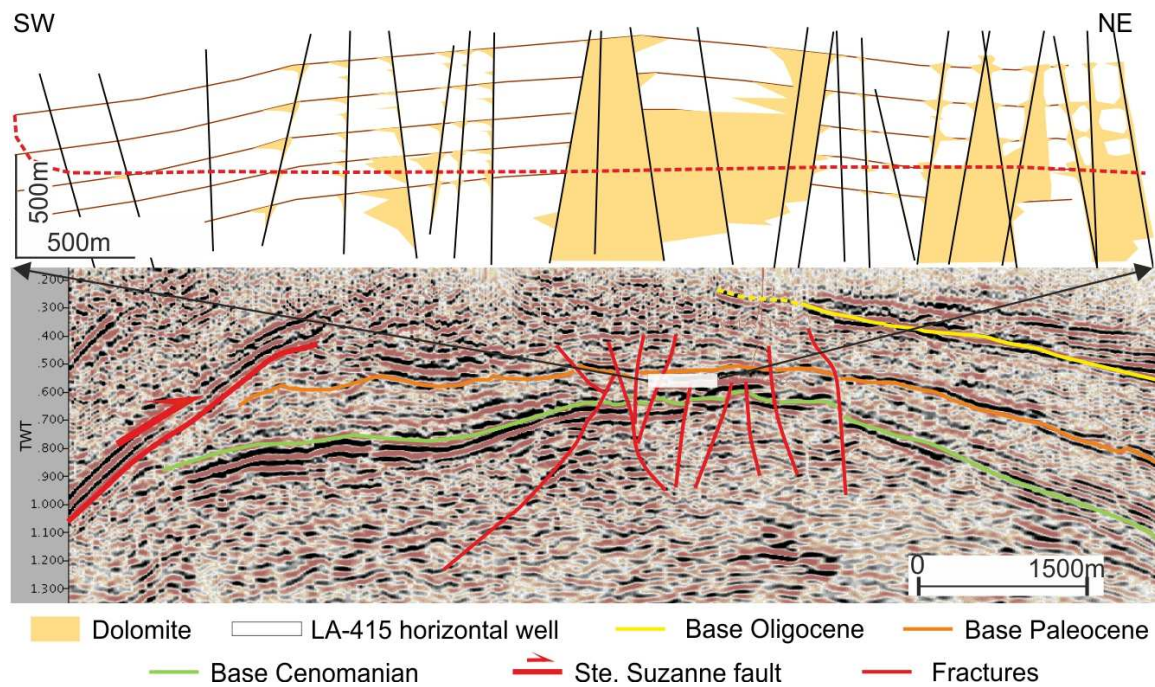 SW
NE
500m
500m
TWT
.200
.300
.400
.500
.600
.700
.800
.900
1.000
1.100
1.200
1.300
0 1500m
Dolomite LA-415 horizontal well Base Oligocene Base Paleocene
Base Cenomanian Ste. Suzanne fault Fractures